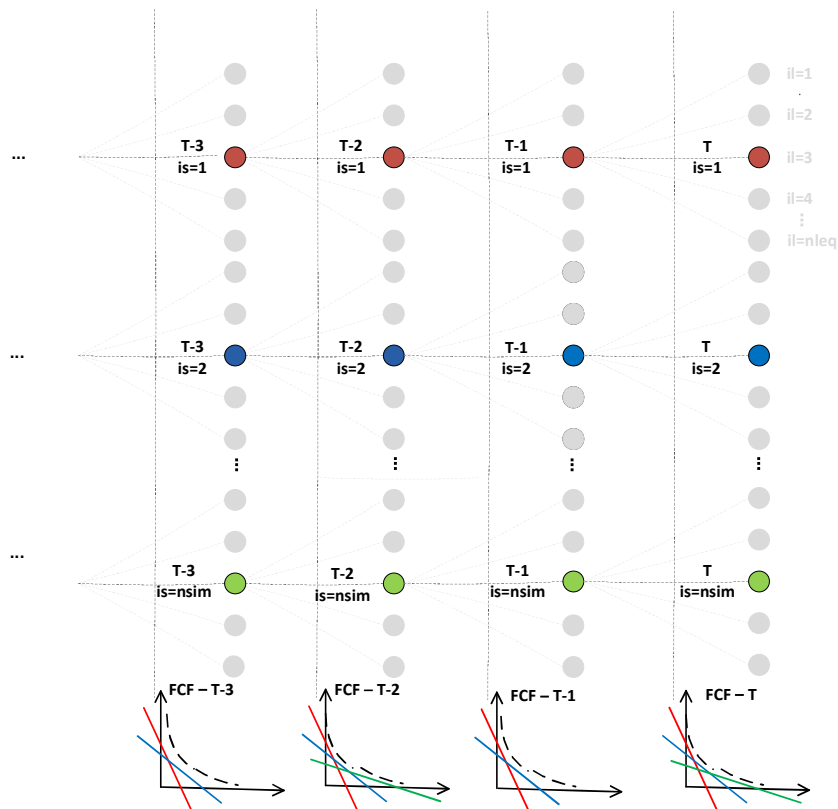 il=1
.
il=2
...
T-3
is=1
T-2
is=1
T-1
is=1
T
is=1
il=3
il=4
...
il=nleq
...
T-3
is=2
T-2
is=2
T-1
is=2
T
is=2
...
...
...
...
...
T-3
is=nsim
T-2
is=nsim
T-1
is=nsim
T
is=nsim
FCF – T-3
FCF – T-2
FCF – T-1
FCF – T